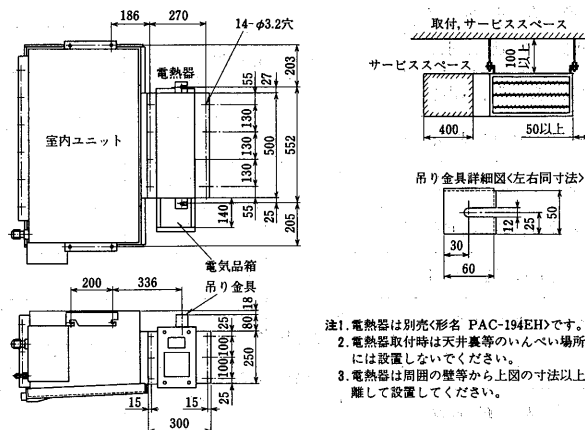 186
270
14-φ3.2穴
電熱器
55
27
203
室内ユニット
130
130
130
500
552
140
55
25
205
電気品箱
吊り金具
200
336
18
80
25
100
100
250
25
15
15
300
取付,サービススペース
サービススペース
100
以上
400
50以上
吊り金具詳細図<左右同寸法>
12
25
50
30
60
注1.電熱器は別売<形名 PAC-194EH>です。
2.電熱器取付時は天井裏等のいんぺい場所
には設置しないでください。
3.電熱器は周囲の壁等から上図の寸法以上
離して設置してください。